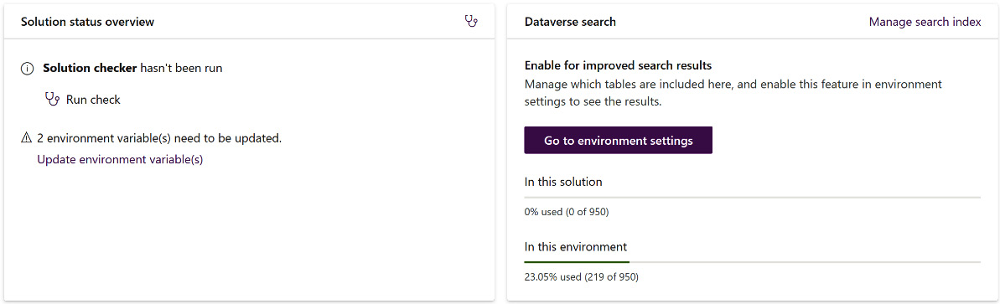 Solution status overview
Solution checker hasn't been run
Run check
2 environment variable(s) need to be updated.
Update environment variable(s)
Dataverse search
Manage search index
Enable for improved search results
Manage which tables are included here, and enable this feature in environment
settings to see the results.
Go to environment settings
In this solution
0% used (0 of 950)
In this environment
23.05% used (219 of 950)